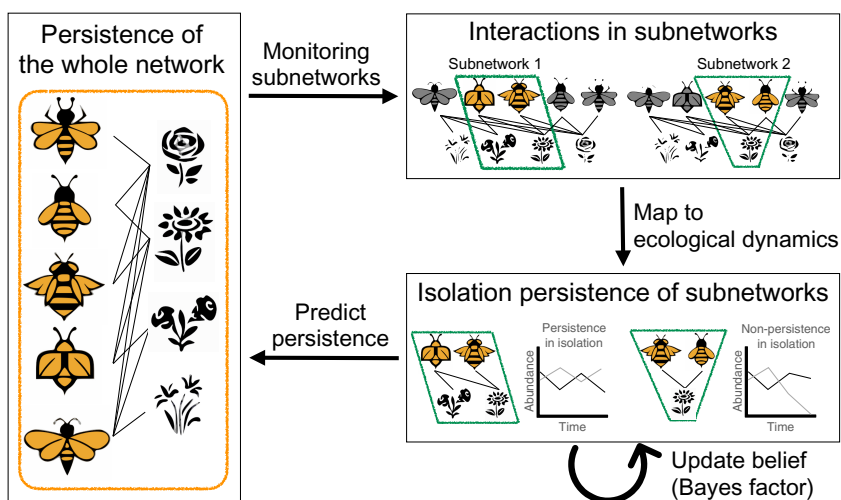 Persistence of
the whole network
Monitoring
subnetworks
Interactions in subnetworks
Subnetwork 1
Subnetwork 2
Map to
ecological dynamics
Isolation persistence of subnetworks
Persistence
in isolation
Abundance
Time
Non-persistence
in isolation
Abundance
Time
Predict
persistence
Update belief
(Bayes factor)